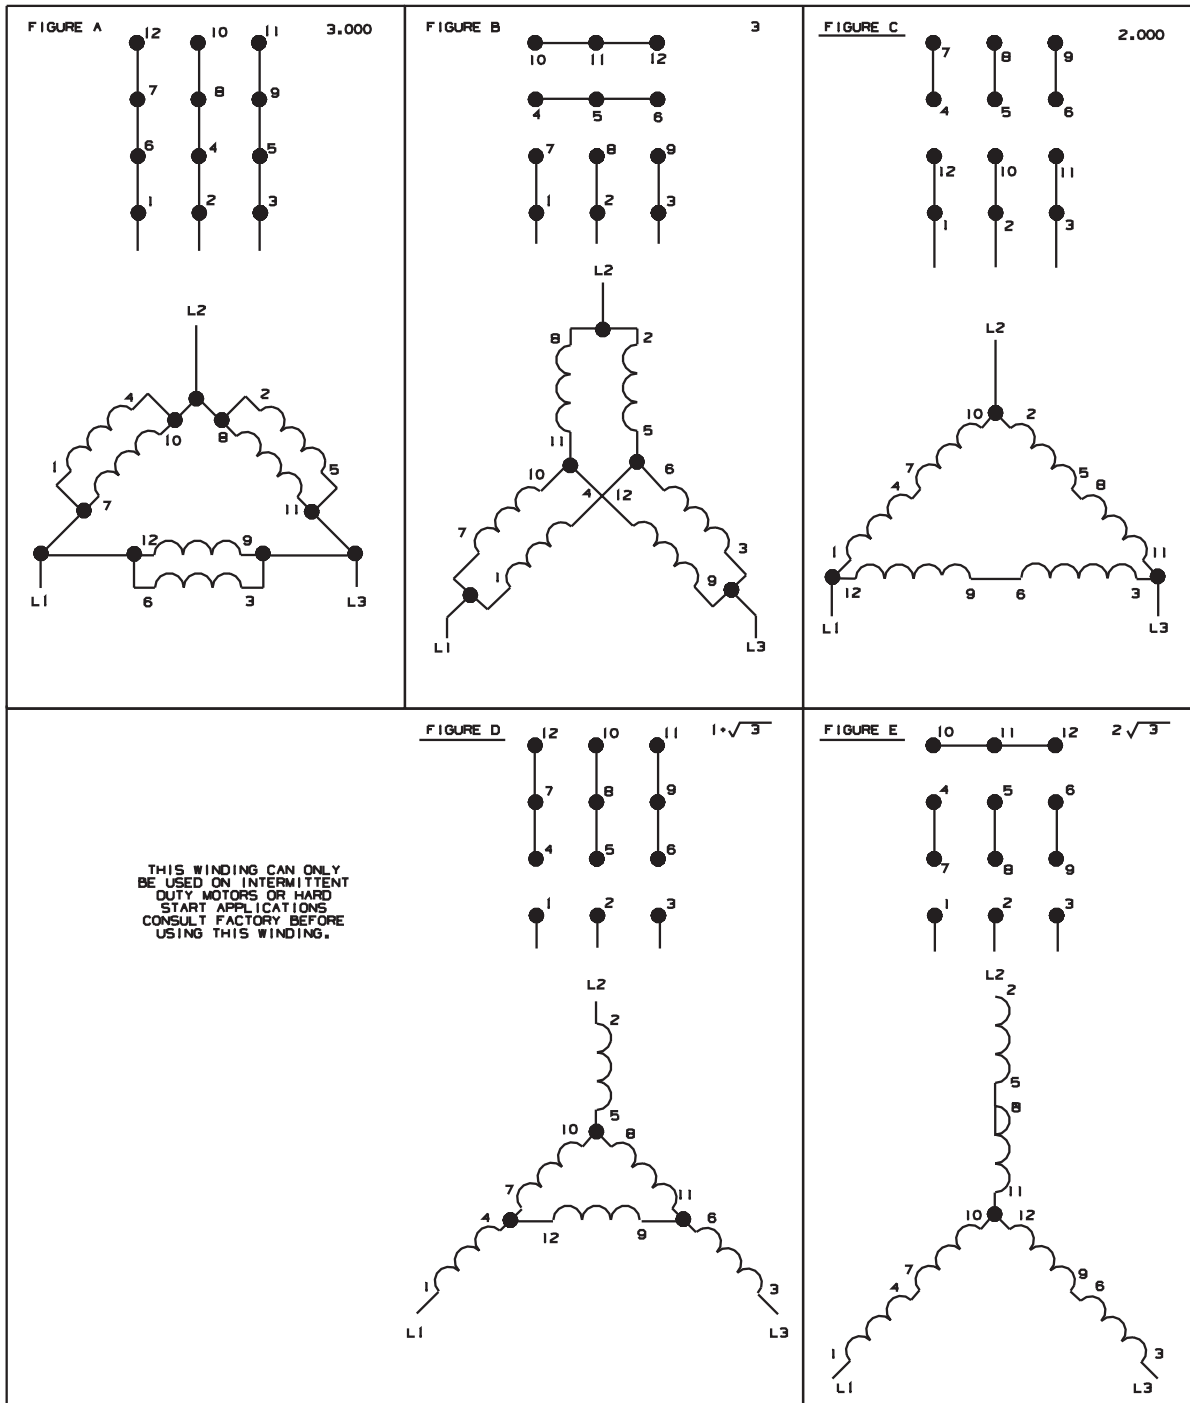 FIGURE A 3.000
12 10 11
7 8 9
6 4 5
1 2 3
L2
4 2
10 8
1 5
7 11
12 9
6 3
L1 L3
FIGURE B 3
10 11 12
4 5 6
7 8 9
1 2 3
L2
8 2
11 5
10 4 12 6
7 3
1 9
L1 L3
FIGURE C 2.000
7 8 9
4 5 6
12 10 11
1 2 3
L2
10 2
7 5
4 8
1 11
12 9 6 3
L1 L3
THIS WINDING CAN ONLY
BE USED ON INTERMITTENT
DUTY MOTORS OR HARD
START APPLICATIONS
CONSULT FACTORY BEFORE
USING THIS WINDING.
FIGURE D 1+√3
12 10 11
7 8 9
4 5 6
1 2 3
L2
2
5
10 8
7 11
4 6
12 9
1 3
L1 L3
FIGURE E 2√3
10 11 12
4 5 6
7 8 9
1 2 3
L2
2
5
8
11
10 12
7 9
4 6
1 3
L1 L3